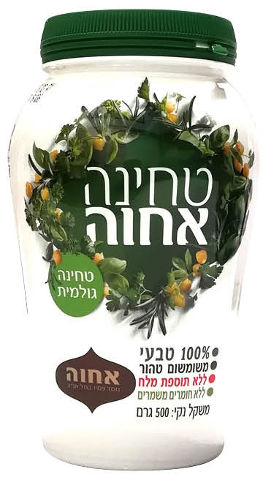 טחינה
אחוה
טחינה
גולמית
100% טבעי
משומשום טהור
ללא תוספת מלח
ללא חומרים משמרים
משקל נקי: 500 גרם
אחוה